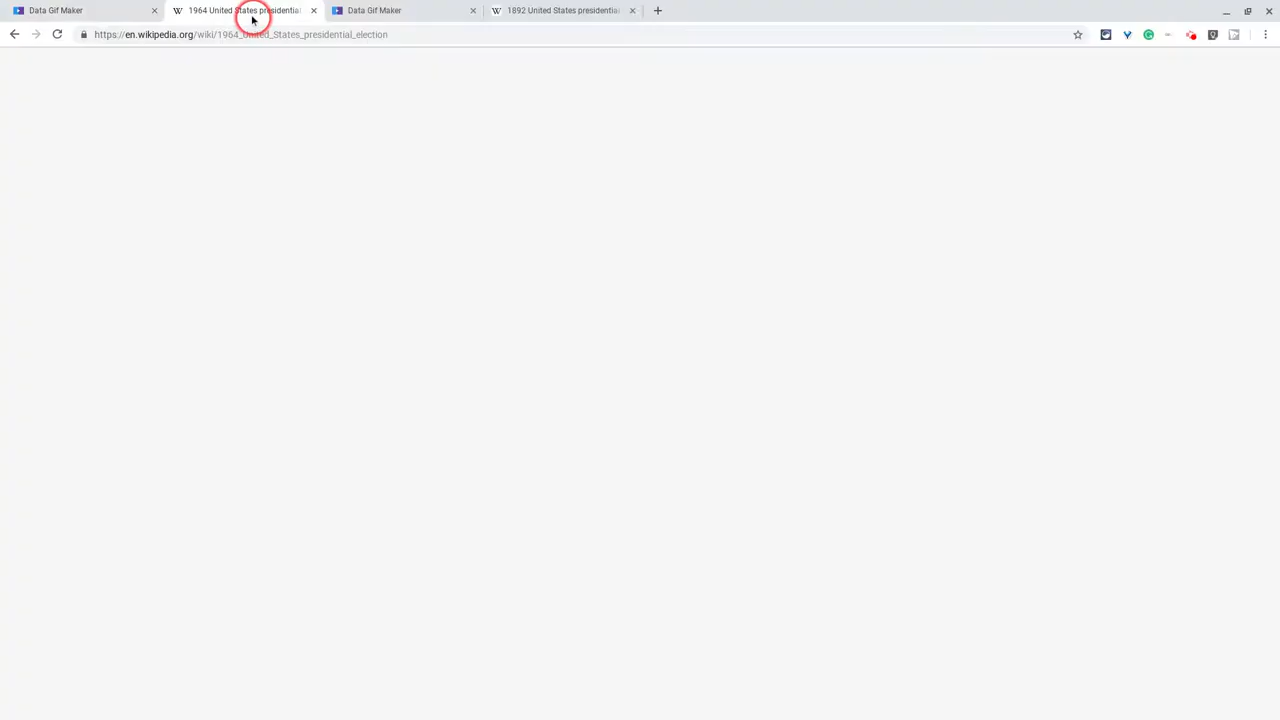 Data Gif Maker
1964 United States presidential
Data Gif Maker
1892 United States presidential
https://en.wikipedia.org/wiki/1964_United_States_presidential_election